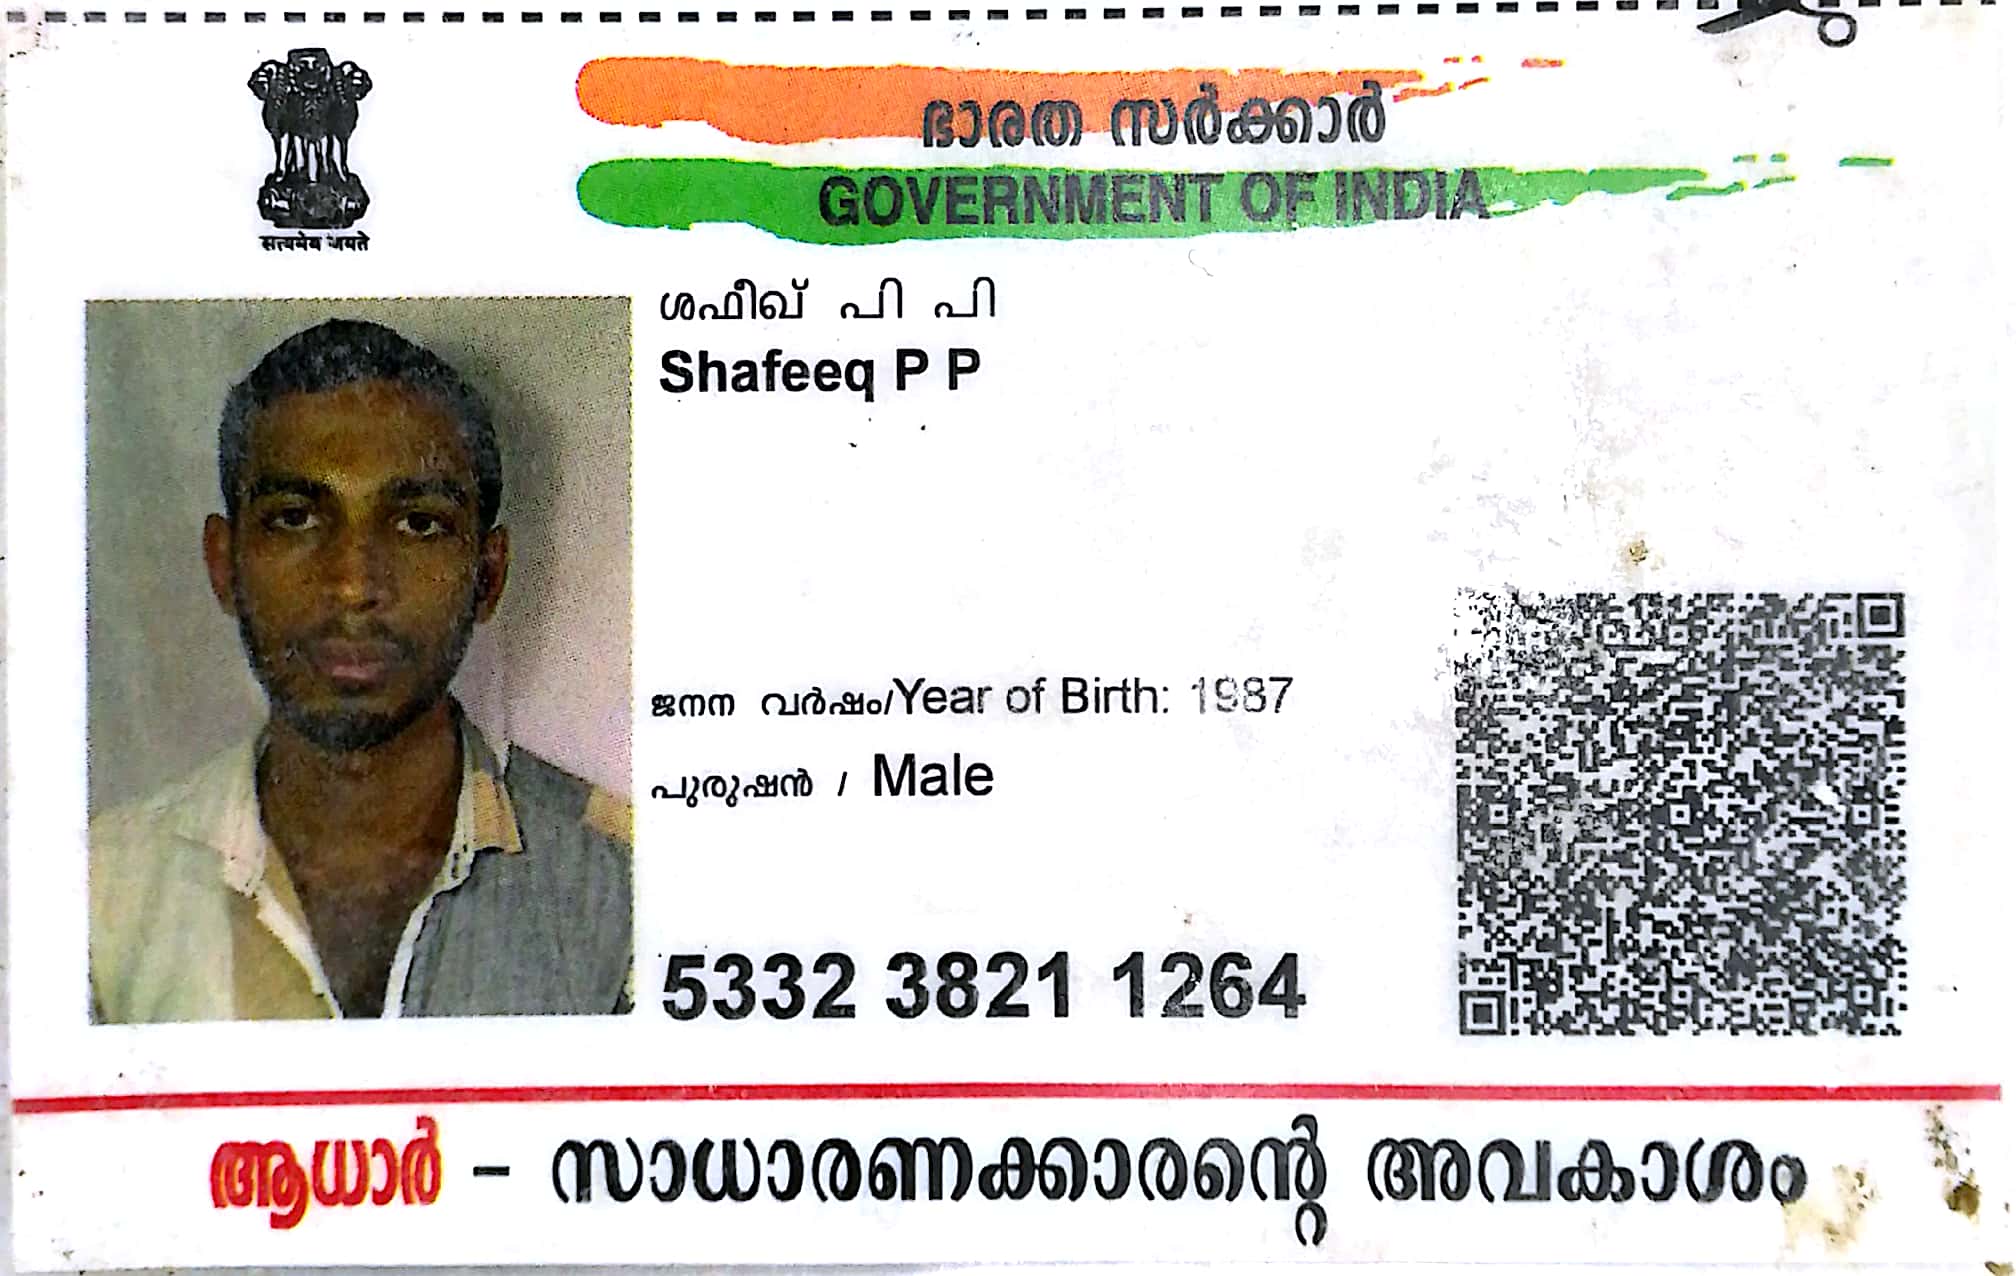 ഭാരത സർക്കാർ
GOVERNMENT OF INDIA
सत्यमेव जयते
ശഫീഖ് പി പി
Shafeeq P P
ജനന വർഷം/Year of Birth: 1987
പുരുഷൻ / Male
5332 3821 1264
ആധാർ - സാധാരണക്കാരന്റെ അവകാശം